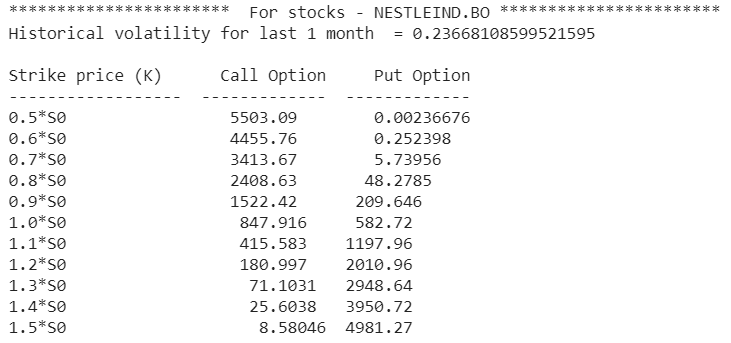 *********************** For stocks - NESTLEIND.BO ***********************
Historical volatility for last 1 month = 0.23668108599521595
Strike price (K) Call Option Put Option
------------------ ------------- -------------
0.5*S0 5503.09 0.00236676
0.6*S0 4455.76 0.252398
0.7*S0 3413.67 5.73956
0.8*S0 2408.63 48.2785
0.9*S0 1522.42 209.646
1.0*S0 847.916 582.72
1.1*S0 415.583 1197.96
1.2*S0 180.997 2010.96
1.3*S0 71.1031 2948.64
1.4*S0 25.6038 3950.72
1.5*S0 8.58046 4981.27